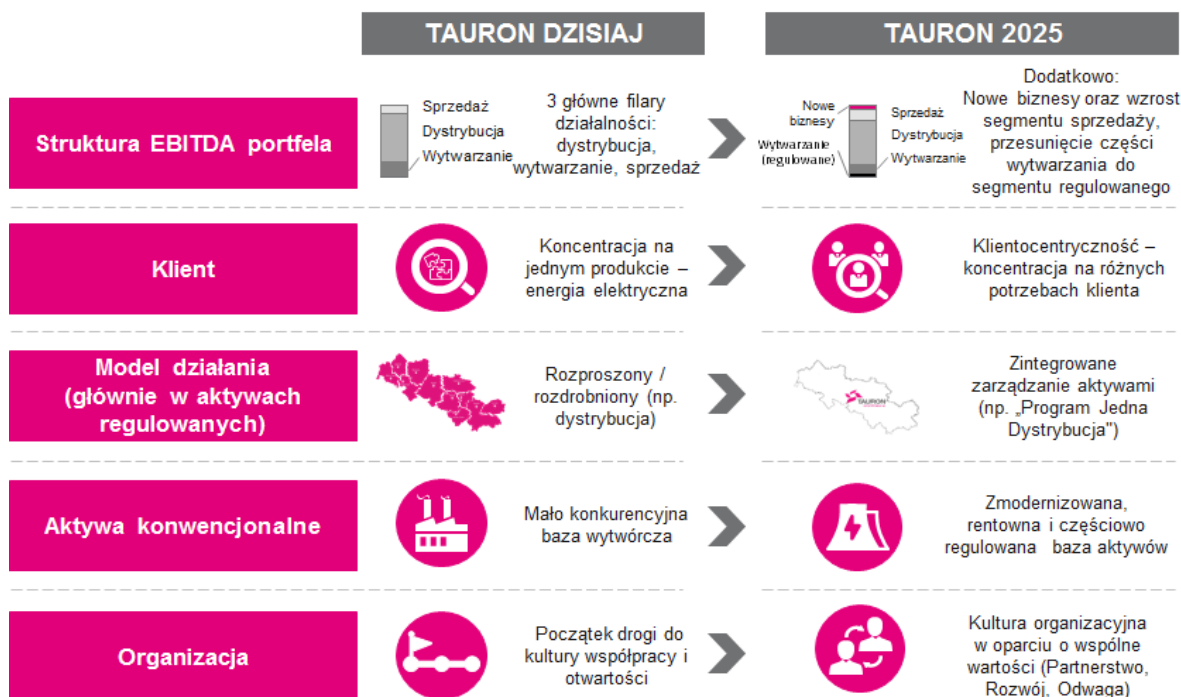 TAURON DZISIAJ
TAURON 2025
Struktura EBITDA portfela
Sprzedaż
Dystrybucja
Wytwarzanie
3 główne filary
działalności:
dystrybucja,
wytwarzanie, sprzedaż
Nowe
biznesy
Wytwarzanie
(regulowane)
Sprzedaż
Dystrybucja
Wytwarzanie
Dodatkowo:
Nowe biznesy oraz wzrost
segmentu sprzedaży,
przesunięcie części
wytwarzania do
segmentu regulowanego
Klient
Koncentracja na
jednym produkcie –
energia elektryczna
Klientocentryczność –
koncentracja na różnych
potrzebach klienta
Model działania
(głównie w aktywach
regulowanych)
Rozproszony /
rozdrobniony (np.
dystrybucja)
TAURON
Zintegrowane
zarządzanie aktywami
(np. „Program Jedna
Dystrybucja")
Aktywa konwencjonalne
Mało konkurencyjna
baza wytwórcza
Zmodernizowana,
rentowna i częściowo
regulowana baza aktywów
Organizacja
Początek drogi do
kultury współpracy i
otwartości
Kultura organizacyjna
w oparciu o wspólne
wartości (Partnerstwo,
Rozwój, Odwaga)